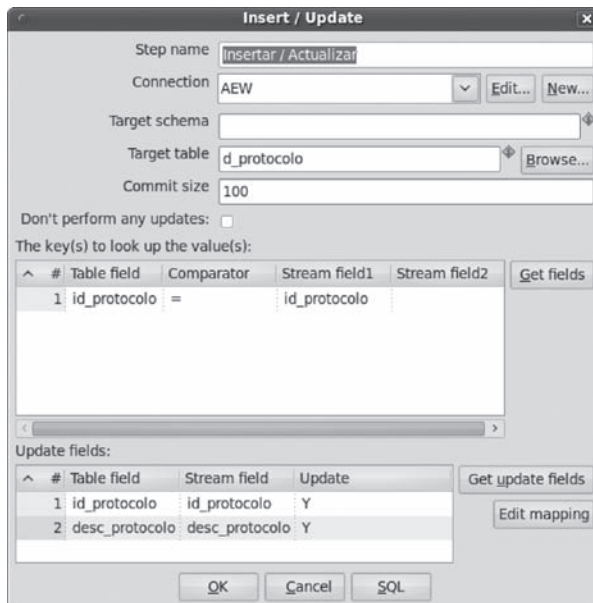 Insert / Update
Step name Insertar / Actualizar
Connection AEW Edit... New...
Target schema
Target table d_protocolo Browse...
Commit size 100
Don't perform any updates:
The key(s) to look up the value(s):
# Table field Comparator Stream field1 Stream field2 Get fields
1 id_protocolo = id_protocolo
Update fields:
# Table field Stream field Update Get update fields
1 id_protocolo id_protocolo Y
2 desc_protocolo desc_protocolo Y
Edit mapping
OK Cancel SQL